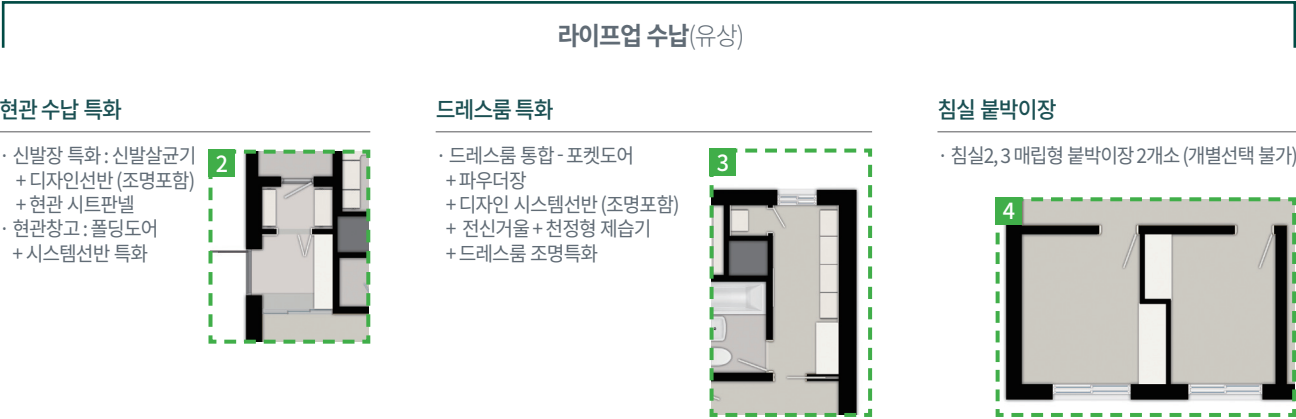 라이프업 수납(유상)
현관 수납 특화
· 신발장 특화 : 신발살균기
+ 디자인선반 (조명포함)
+ 현관 시트판넬
· 현관창고 : 폴딩도어
+ 시스템선반 특화
2
드레스룸 특화
· 드레스룸 통합 - 포켓도어
+ 파우더장
+ 디자인 시스템선반 (조명포함)
+ 전신거울 + 천정형 제습기
+ 드레스룸 조명특화
3
침실 붙박이장
· 침실2, 3 매립형 붙박이장 2개소 (개별선택 불가)
4